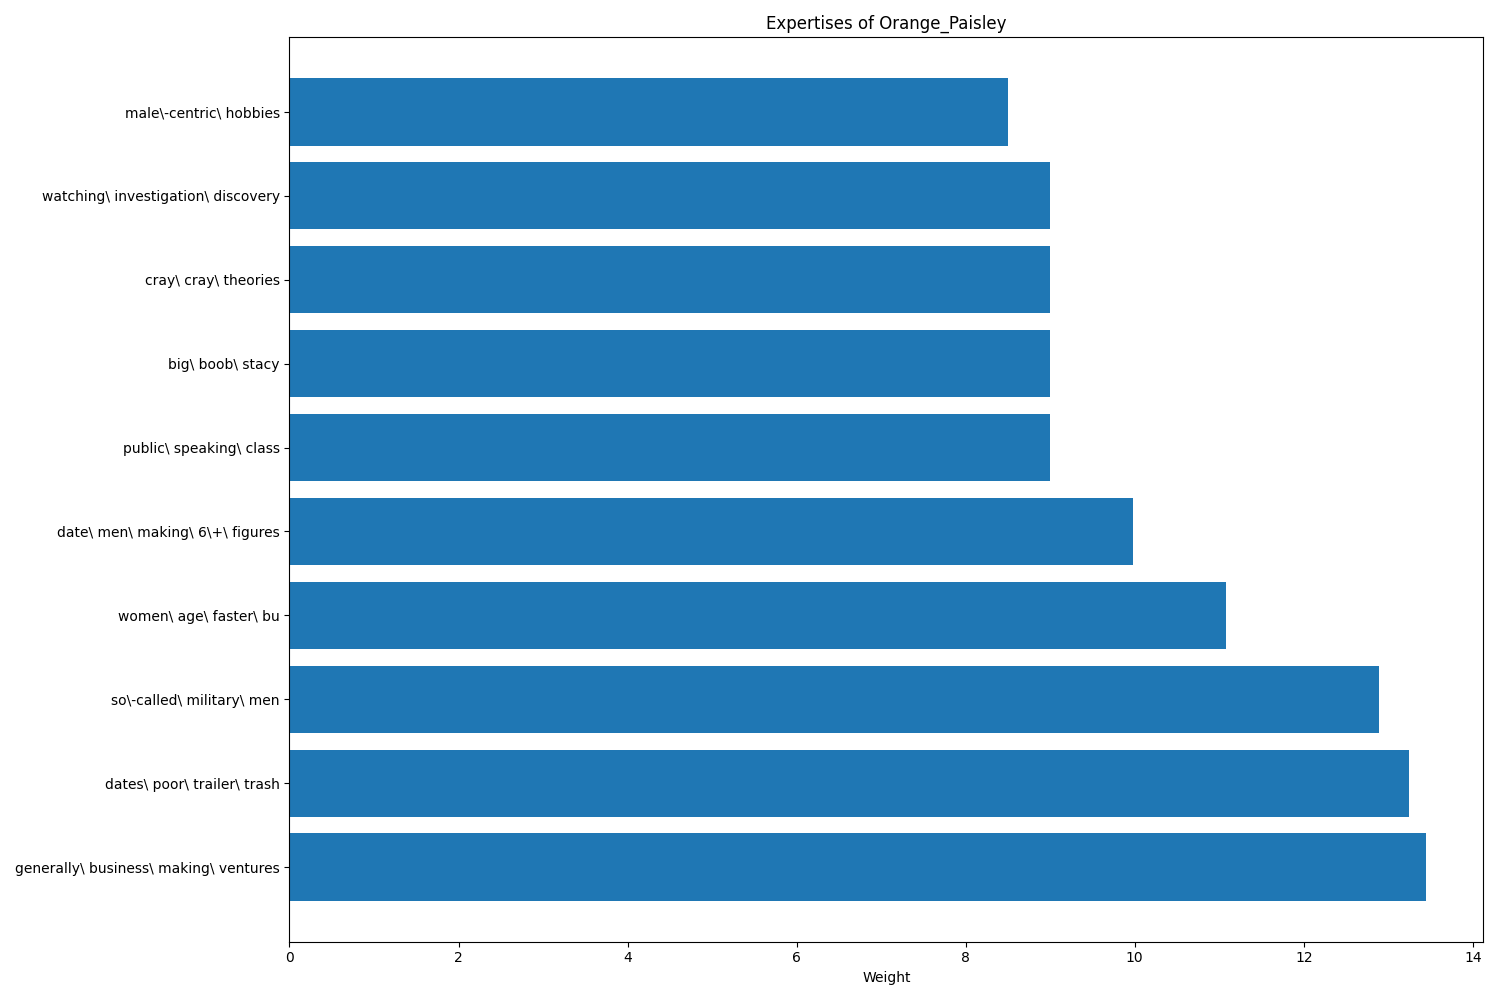 Expertises of Orange_Paisley
male\-centric\ hobbies
watching\ investigation\ discovery
cray\ cray\ theories
big\ boob\ stacy
public\ speaking\ class
date\ men\ making\ 6\+\ figures
women\ age\ faster\ bu
so\-called\ military\ men
dates\ poor\ trailer\ trash
generally\ business\ making\ ventures
0 2 4 6 8 10 12 14
Weight